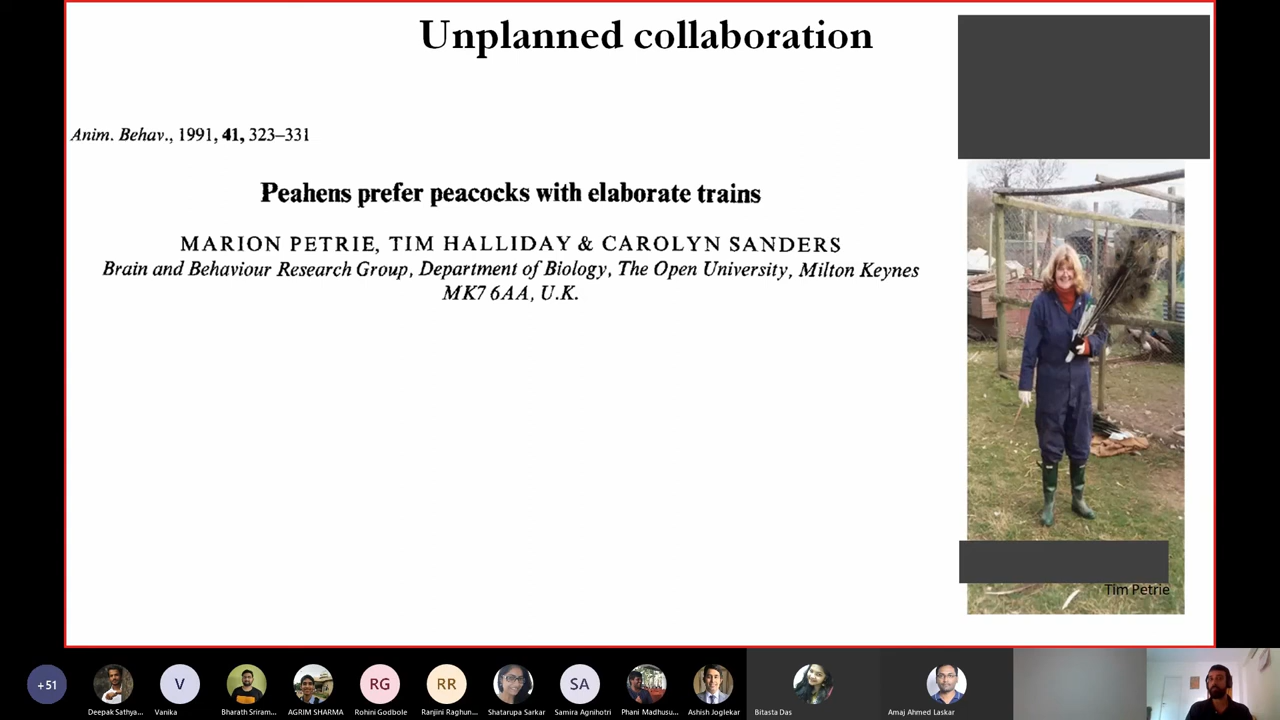 Unplanned collaboration
Anim. Behav., 1991, 41, 323–331
Peahens prefer peacocks with elaborate trains
MARION PETRIE, TIM HALLIDAY & CAROLYN SANDERS
Brain and Behaviour Research Group, Department of Biology, The Open University, Milton Keynes
MK7 6AA, U.K.
Tim Petrie
+51
V
RG
RR
SA
Deepak Sathya...
Vanika
Bharath Sriram...
AGRIM SHARMA
Rohini Godbole
Ranjini Raghun...
Shatarupa Sarkar
Samira Agnihotri
Phani Madhusu...
Ashish Joglekar
Bitasta Das
Amaj Ahmed Laskar